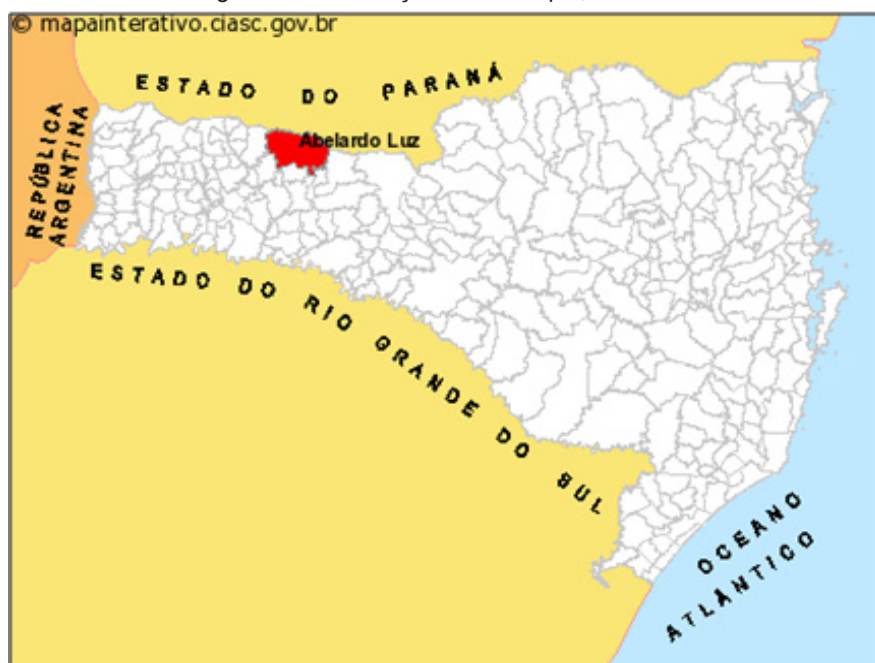 © mapainterativo.ciasc.gov.br
ESTADO DO PARANÁ
Abelardo Luz
REPÚBLICA
ARGENTINA
ESTADO DO RIO GRANDE DO SUL
OCEANO
ATLÂNTICO